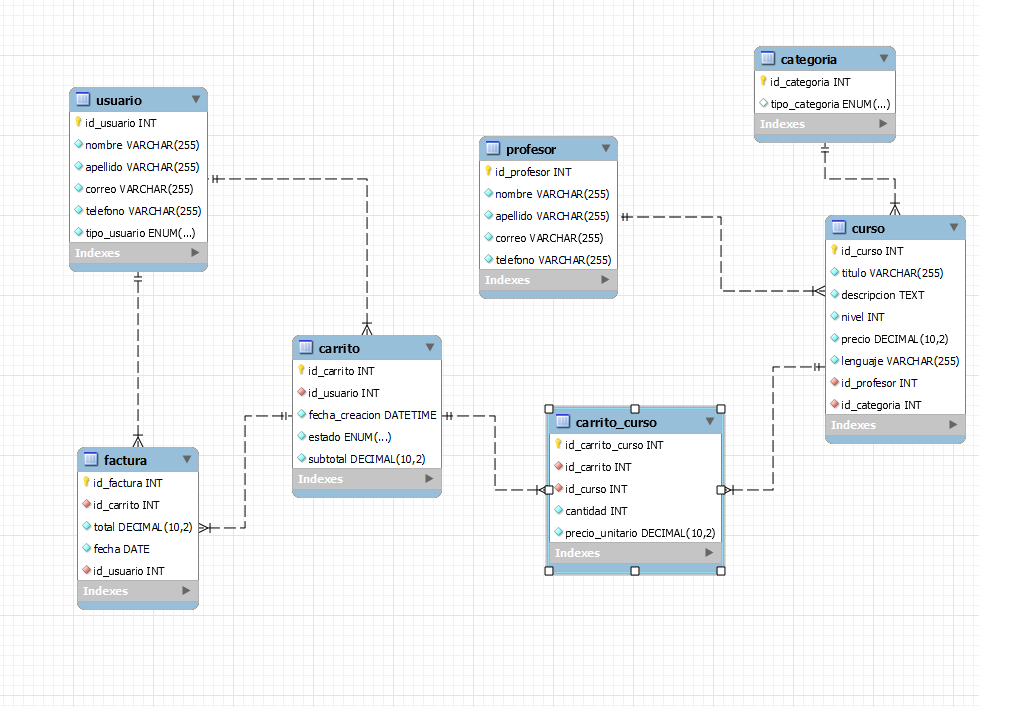 usuario
id_usuario INT
nombre VARCHAR(255)
apellido VARCHAR(255)
correo VARCHAR(255)
telefono VARCHAR(255)
tipo_usuario ENUM(...)
Indexes
profesor
id_profesor INT
nombre VARCHAR(255)
apellido VARCHAR(255)
correo VARCHAR(255)
telefono VARCHAR(255)
Indexes
categoria
id_categoria INT
tipo_categoria ENUM(...)
Indexes
curso
id_curso INT
titulo VARCHAR(255)
descripcion TEXT
nivel INT
precio DECIMAL(10,2)
lenguaje VARCHAR(255)
id_profesor INT
id_categoria INT
Indexes
carrito
id_carrito INT
id_usuario INT
fecha_creacion DATETIME
estado ENUM(...)
subtotal DECIMAL(10,2)
Indexes
carrito_curso
id_carrito_curso INT
id_carrito INT
id_curso INT
cantidad INT
precio_unitario DECIMAL(10,2)
Indexes
factura
id_factura INT
id_carrito INT
total DECIMAL(10,2)
fecha DATE
id_usuario INT
Indexes